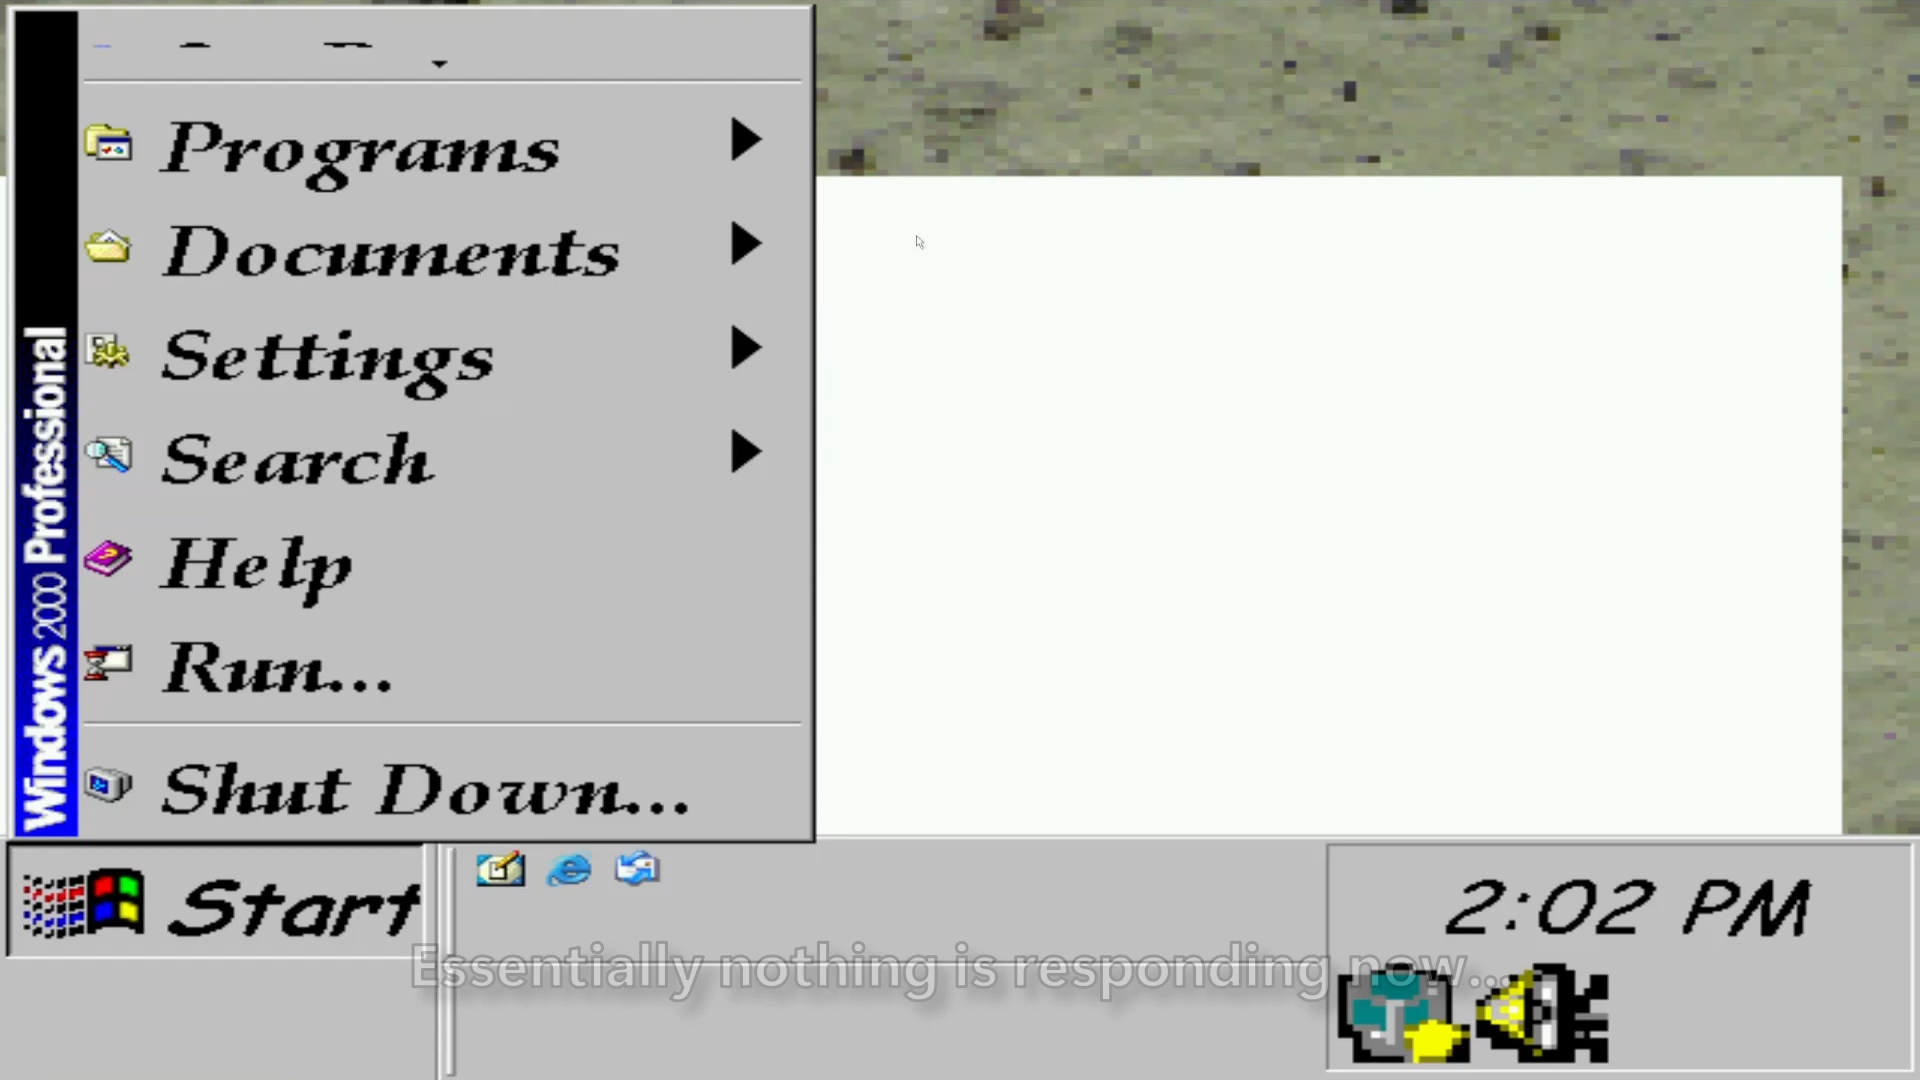 Programs
Documents
Settings
Search
Help
Run...
Shut Down...
Windows 2000 Professional
Start
2:02 PM
Essentially nothing is responding now...